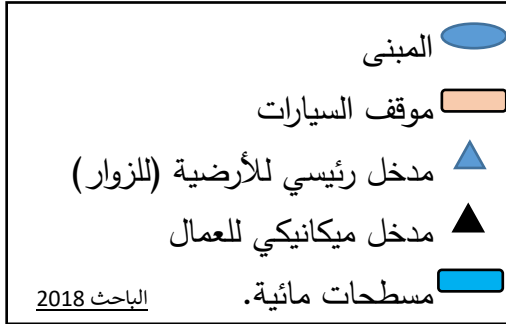 المبنى
موقف السيارات
مدخل رئيسي للأرضية (للزوار)
مدخل ميكانيكي للعمال
مسطحات مائية.
الباحث 2018